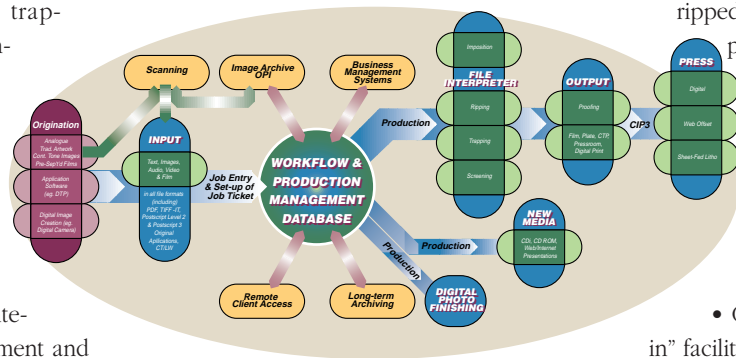 trap-
n-
ripped
p
Scanning
Image Archive
OPI
Business
Management
Systems
Origination
Analogue
Trad. Artwork
Cont. Tone Images
Pre-Sep'td Films
Application
Software
(eg. DTP)
Digital Image
Creation (eg.
Digital Camera)
INPUT
Text, Images,
Audio, Video
& Film
in all file formats
(including)
PDF, TIFF-IT,
Postscript Level 2
& Postscript 3
Original
Applications,
CT/LW
Job Entry
& Set-up of
Job Ticket
WORKFLOW &
PRODUCTION
MANAGEMENT
DATABASE
Production
Imposition
FILE
INTERPRETER
Ripping
Trapping
Screening
OUTPUT
Proofing
Film, Plate, CTP,
Pressroom,
Digital Print
CIP3
PRESS
Digital
Web Offset
Sheet-Fed Litho
Production
NEW
MEDIA
CDi, CD ROM,
Web/Internet
Presentations
Production
DIGITAL
PHOTO
FINISHING
Remote
Client Access
Long-term
Archiving
te-
ment and
•
in” facilit